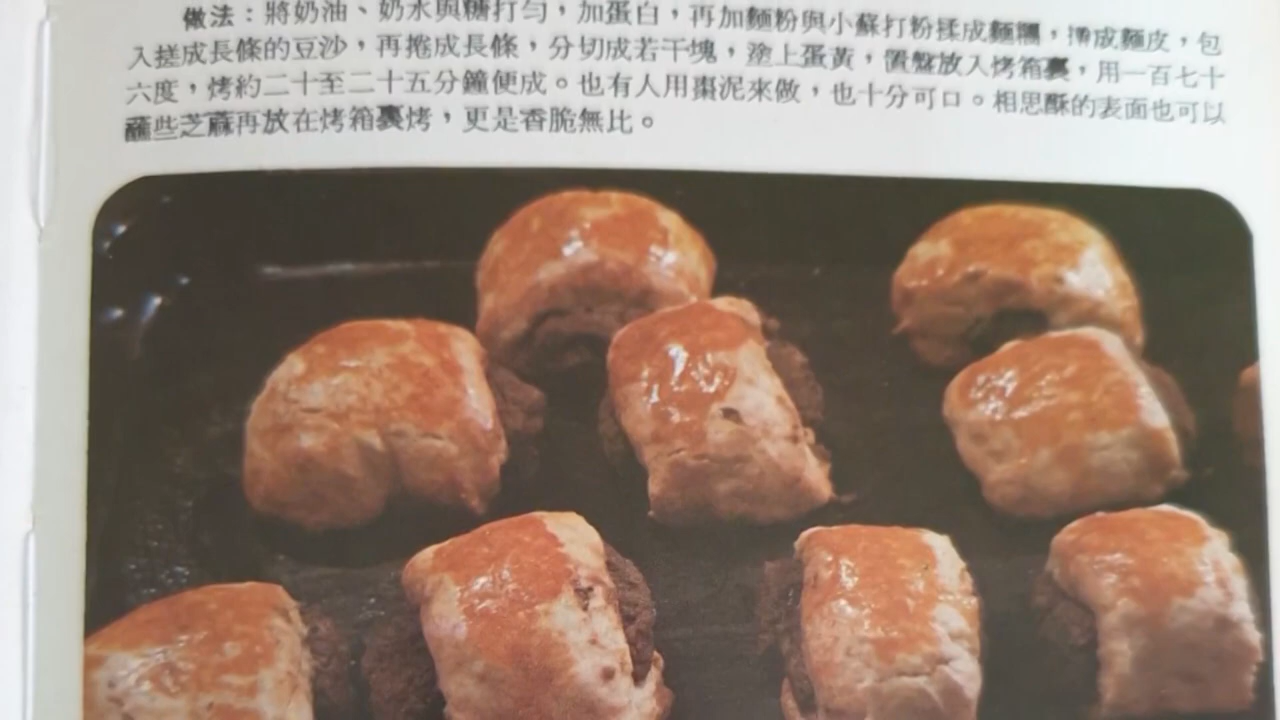 做法：將奶油、奶水與糖打勻，加蛋白，再加麵粉與小蘇打粉揉成麵糰，擀成麵皮，包
入搓成長條的豆沙，再捲成長條，分切成若干塊，塗上蛋黃，置盤放入烤箱裏，用一百七十
六度，烤約二十至二十五分鐘便成。也有人用棗泥來做，也十分可口。相思酥的表面也可以
蘸些芝蔴再放在烤箱裏烤，更是香脆無比。